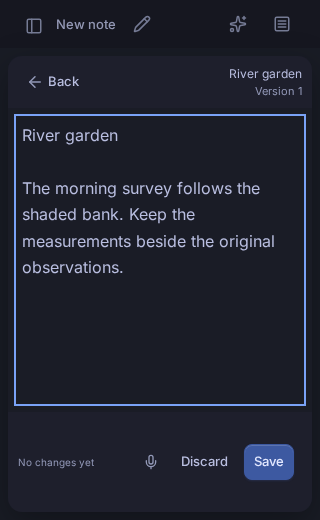 New note
Back
River garden
Version 1
River garden
The morning survey follows the
shaded bank. Keep the
measurements beside the original
observations.
No changes yet
Discard
Save